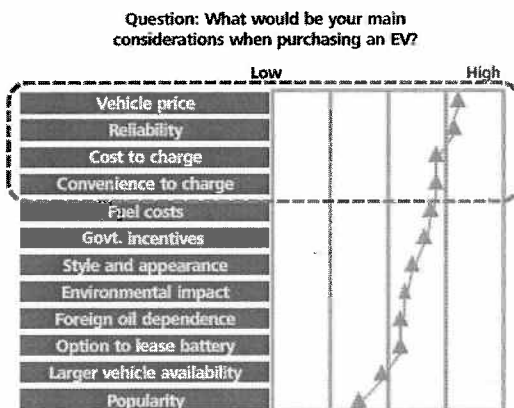 Question: What would be your main
considerations when purchasing an EV?
Low High
Vehicle price
Reliability
Cost to charge
Convenience to charge
Fuel costs
Govt. incentives
Style and appearance
Environmental impact
Foreign oil dependence
Option to lease battery
Larger vehicle availability
Popularity